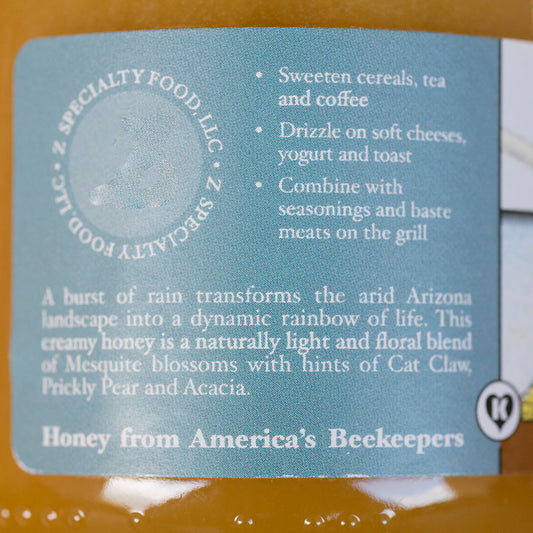 Z SPECIALTY FOOD, LLC • Z SPECIALTY FOOD, LLC •
• Sweeten cereals, tea
and coffee
• Drizzle on soft cheeses,
yogurt and toast
• Combine with
seasonings and baste
meats on the grill
A burst of rain transforms the arid Arizona
landscape into a dynamic rainbow of life. This
creamy honey is a naturally light and floral blend
of Mesquite blossoms with hints of Cat Claw,
Prickly Pear and Acacia.
K
Honey from America's Beekeepers